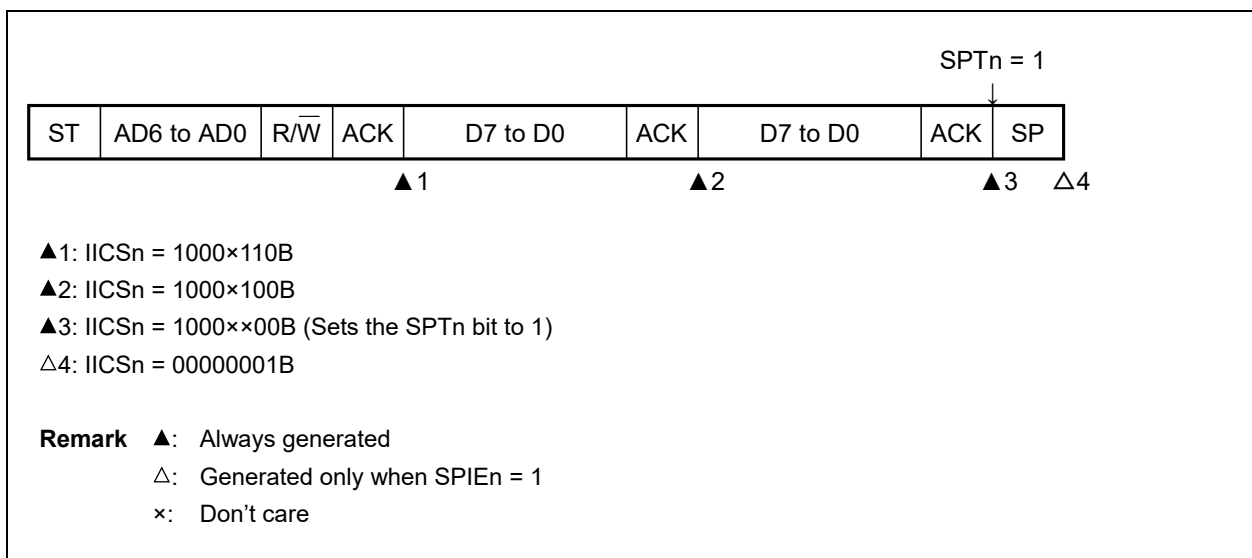 SPTn = 1
↓
ST AD6 to AD0 R/W̅ ACK D7 to D0 ACK D7 to D0 ACK SP
▲1 ▲2 ▲3 △4
▲1: IICSn = 1000×110B
▲2: IICSn = 1000×100B
▲3: IICSn = 1000××00B (Sets the SPTn bit to 1)
△4: IICSn = 00000001B
Remark ▲: Always generated
△: Generated only when SPIEn = 1
×: Don't care